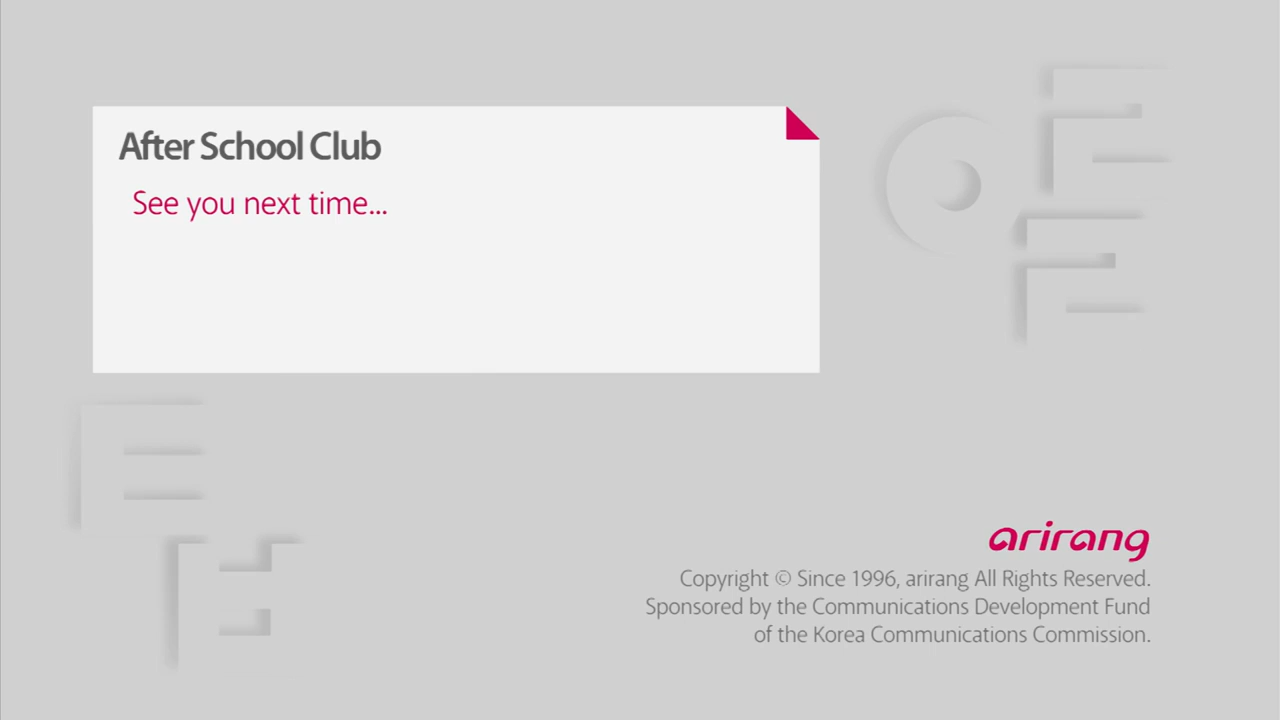 After School Club
See you next time...
arirang
Copyright © Since 1996, arirang All Rights Reserved.
Sponsored by the Communications Development Fund
of the Korea Communications Commission.